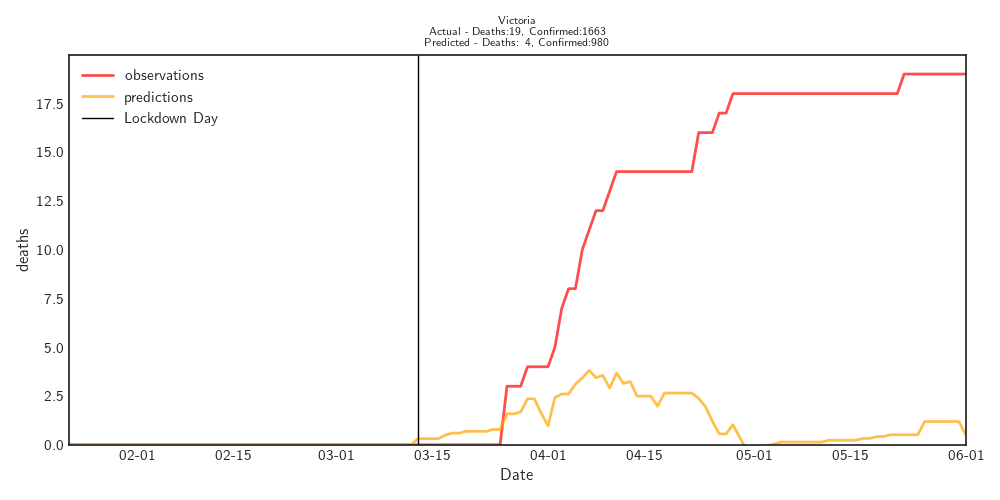 Victoria
Actual - Deaths:19, Confirmed:1663
Predicted - Deaths: 4, Confirmed:980
observations
predictions
Lockdown Day
17.5
15.0
12.5
10.0
7.5
5.0
2.5
0.0
deaths
02-01 02-15 03-01 03-15 04-01 04-15 05-01 05-15 06-01
Date